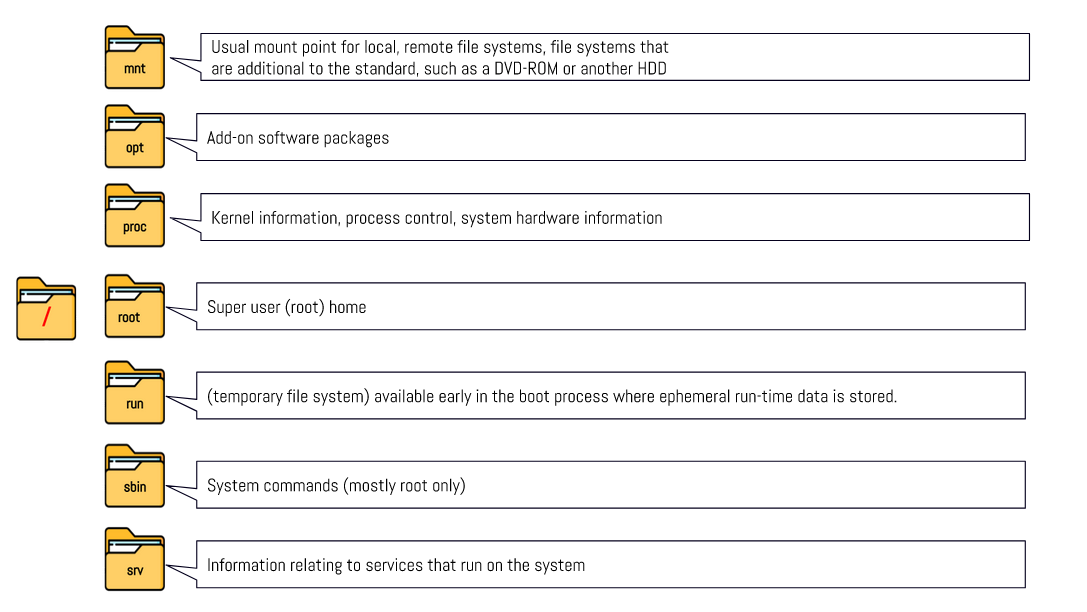 mnt
Usual mount point for local, remote file systems, file systems that
are additional to the standard, such as a DVD-ROM or another HDD
opt
Add-on software packages
proc
Kernel information, process control, system hardware information
/
root
Super user (root) home
run
(temporary file system) available early in the boot process where ephemeral run-time data is stored.
sbin
System commands (mostly root only)
srv
Information relating to services that run on the system